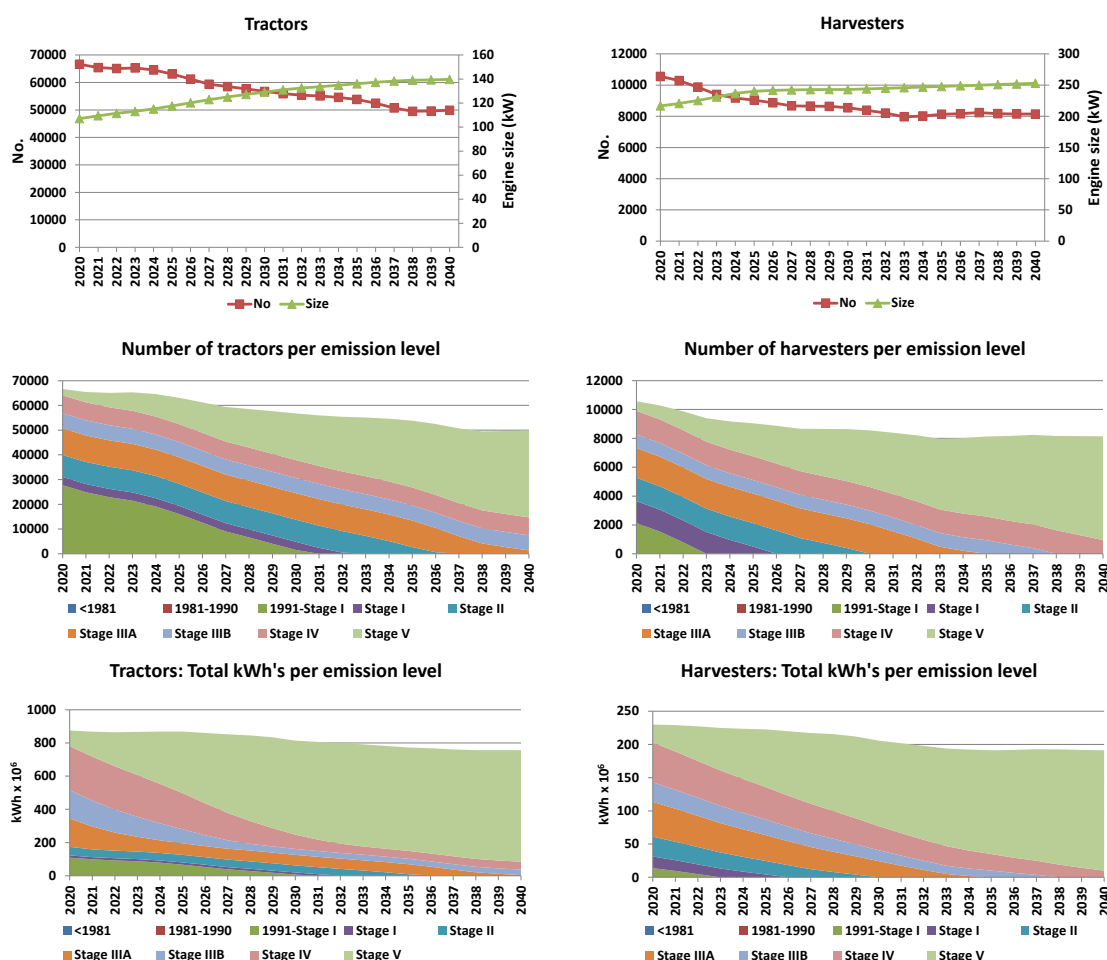 Tractors
70000
60000
50000
40000
30000
20000
10000
0
No.
160
140
120
100
80
60
40
20
0
Engine size (kW)
2020 2021 2022 2023 2024 2025 2026 2027 2028 2029 2030 2031 2032 2033 2034 2035 2036 2037 2038 2039 2040
No Size
Harvesters
12000
10000
8000
6000
4000
2000
0
No.
300
250
200
150
100
50
0
Engine size (kW)
2020 2021 2022 2023 2024 2025 2026 2027 2028 2029 2030 2031 2032 2033 2034 2035 2036 2037 2038 2039 2040
No Size
Number of tractors per emission level
70000
60000
50000
40000
30000
20000
10000
0
2020 2021 2022 2023 2024 2025 2026 2027 2028 2029 2030 2031 2032 2033 2034 2035 2036 2037 2038 2039 2040
<1981 1981-1990 1991-Stage I Stage I Stage II
Stage IIIA Stage IIIB Stage IV Stage V
Number of harvesters per emission level
12000
10000
8000
6000
4000
2000
0
2020 2021 2022 2023 2024 2025 2026 2027 2028 2029 2030 2031 2032 2033 2034 2035 2036 2037 2038 2039 2040
<1981 1981-1990 1991-Stage I Stage I Stage II
Stage IIIA Stage IIIB Stage IV Stage V
Tractors: Total kWh's per emission level
1000
800
600
400
200
0
kWh x 10⁶
2020 2021 2022 2023 2024 2025 2026 2027 2028 2029 2030 2031 2032 2033 2034 2035 2036 2037 2038 2039 2040
<1981 1981-1990 1991-Stage I Stage I Stage II
Stage IIIA Stage IIIB Stage IV Stage V
Harvesters: Total kWh's per emission level
250
200
150
100
50
0
kWh x 10⁶
2020 2021 2022 2023 2024 2025 2026 2027 2028 2029 2030 2031 2032 2033 2034 2035 2036 2037 2038 2039 2040
<1981 1981-1990 1991-Stage I Stage I Stage II
Stage IIIA Stage IIIB Stage IV Stage V